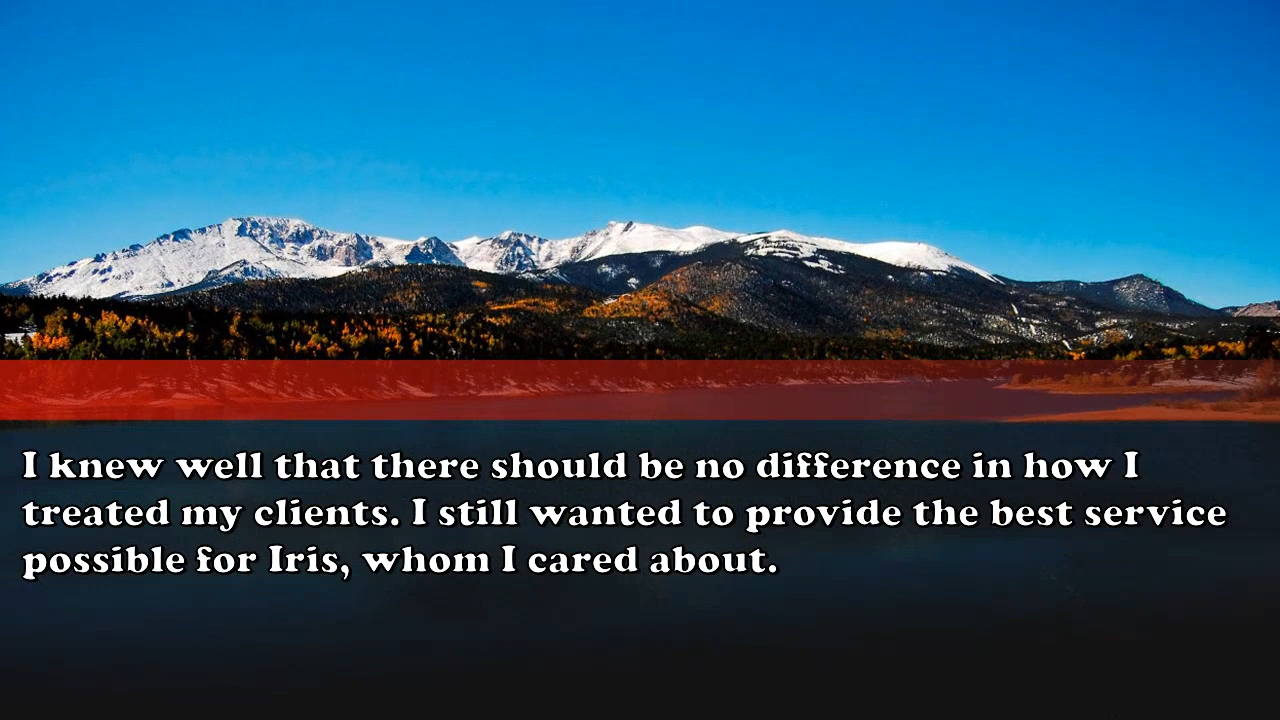 I knew well that there should be no difference in how I
treated my clients. I still wanted to provide the best service
possible for Iris, whom I cared about.